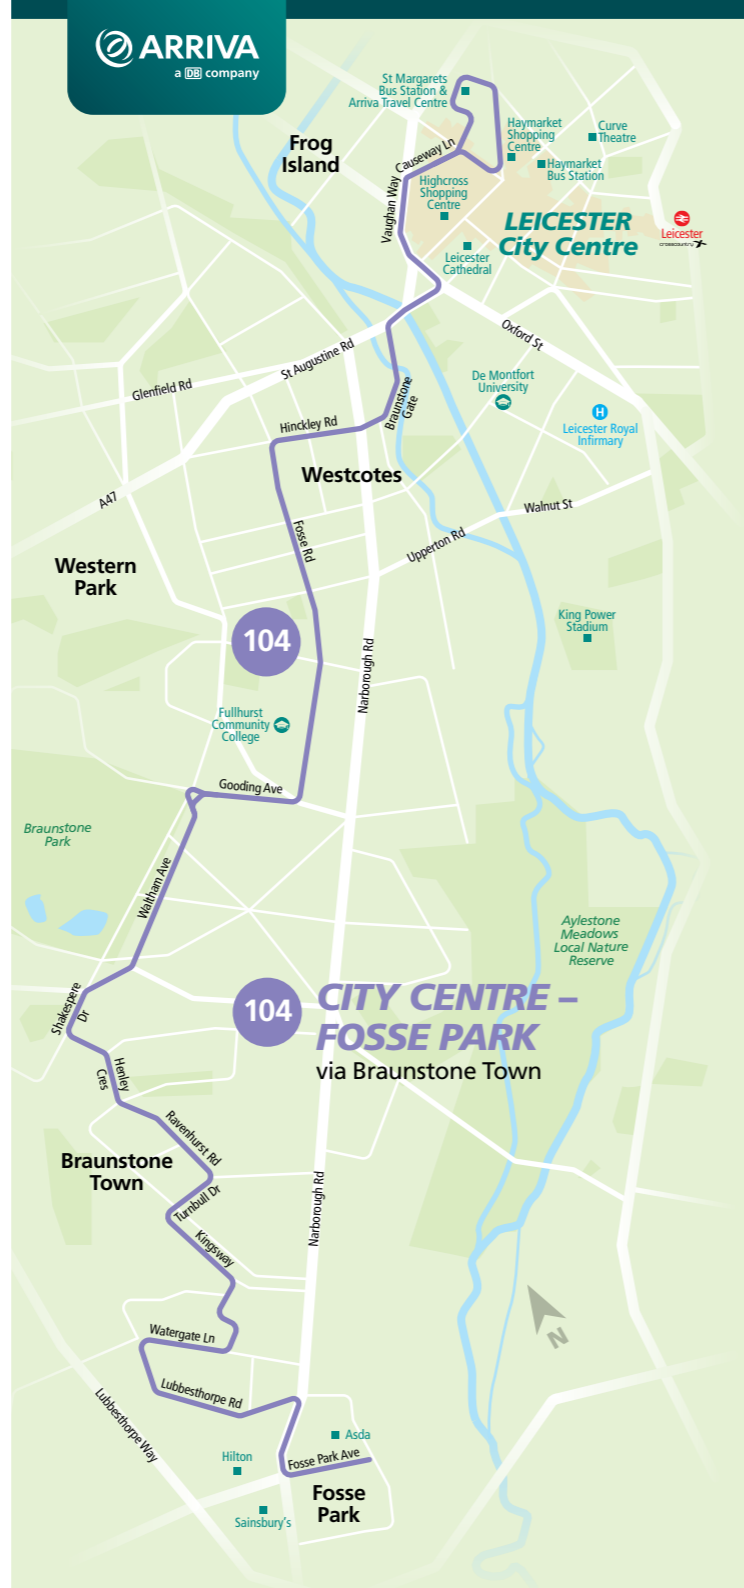 ARRIVA
a DB company
St Margarets
Bus Station &
Arriva Travel Centre
Frog
Island
Causeway Ln
Haymarket
Shopping
Centre
Curve
Theatre
Haymarket
Bus Station
Vaughan Way
Highcross
Shopping
Centre
LEICESTER
City Centre
Leicester
crosscountry
Leicester
Cathedral
Oxford St
St Augustine Rd
Glenfield Rd
De Montfort
University
Braunstone
Gate
H
Leicester Royal
Infirmary
Hinckley Rd
Westcotes
A47
Walnut St
Fosse Rd
Upperton Rd
Western
Park
King Power
Stadium
104
Narborough Rd
Fullhurst
Community
College
Gooding Ave
Braunstone
Park
Waltham Ave
Aylestone
Meadows
Local Nature
Reserve
Shakespere
Dr
104
CITY CENTRE –
FOSSE PARK
via Braunstone Town
Henley
Cres
Ravenhurst Rd
Braunstone
Town
Turnbull Dr
Narborough Rd
Kingsway
N
Watergate Ln
Lubbesthorpe Rd
Lubbesthorpe Way
Asda
Hilton
Fosse Park Ave
Fosse
Park
Sainsbury's